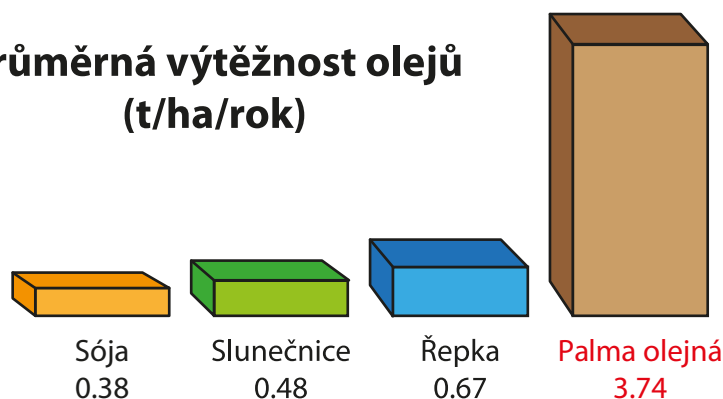 růměrná výtěžnost olejů
(t/ha/rok)
Sója
Slunečnice
Řepka
Palma olejná
0.38
0.48
0.67
3.74